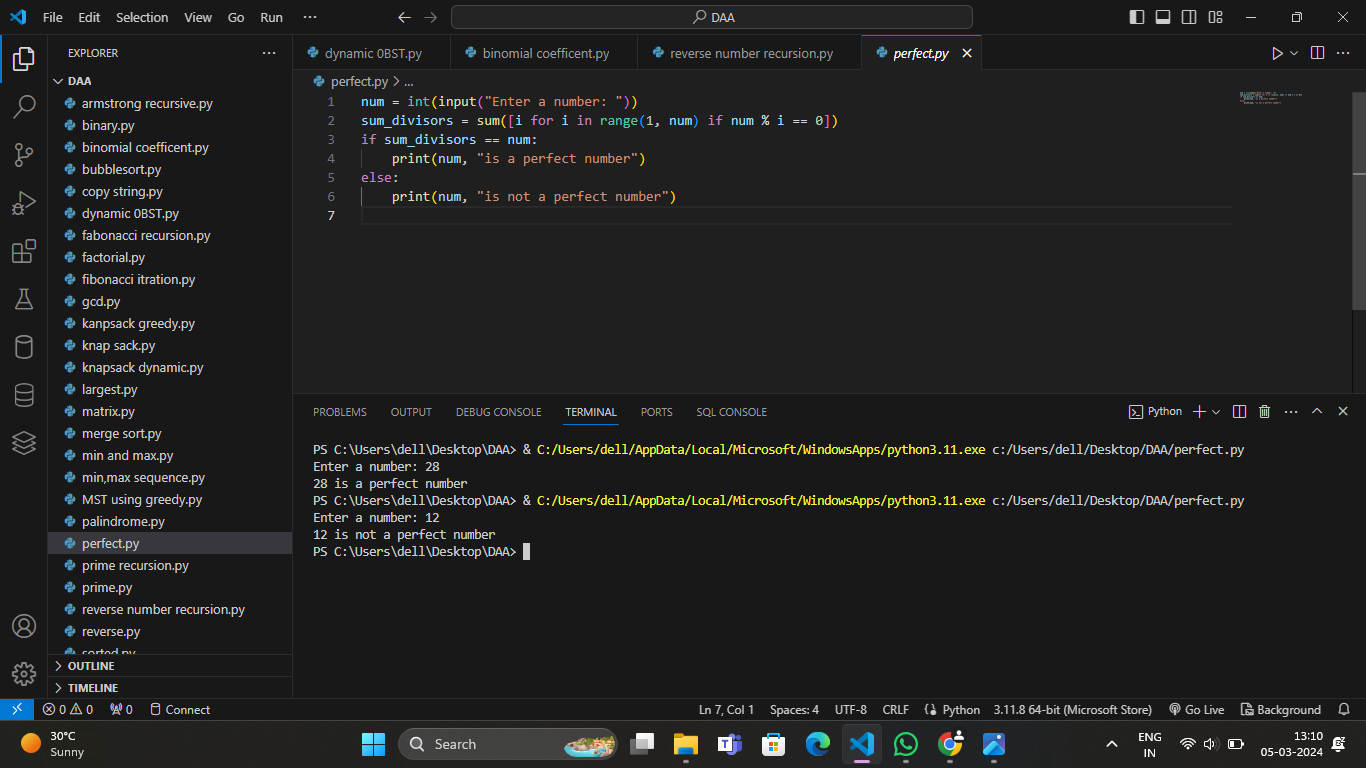 File Edit Selection View Go Run ··· DAA
EXPLORER ···
DAA
armstrong recursive.py
binary.py
binomial coefficent.py
bubblesort.py
copy string.py
dynamic 0BST.py
fabonacci recursion.py
factorial.py
fibonacci itration.py
gcd.py
kanpsack greedy.py
knap sack.py
knapsack dynamic.py
largest.py
matrix.py
merge sort.py
min and max.py
min,max sequence.py
MST using greedy.py
palindrome.py
perfect.py
prime recursion.py
prime.py
reverse number recursion.py
reverse.py
sorted.py
OUTLINE
TIMELINE
dynamic 0BST.py binomial coefficent.py reverse number recursion.py perfect.py
perfect.py > ...
1 num = int(input("Enter a number: "))
2 sum_divisors = sum([i for i in range(1, num) if num % i == 0])
3 if sum_divisors == num:
4     print(num, "is a perfect number")
5 else:
6     print(num, "is not a perfect number")
7
PROBLEMS OUTPUT DEBUG CONSOLE TERMINAL PORTS SQL CONSOLE Python
PS C:\Users\dell\Desktop\DAA> & C:/Users/dell/AppData/Local/Microsoft/WindowsApps/python3.11.exe c:/Users/dell/Desktop/DAA/perfect.py
Enter a number: 28
28 is a perfect number
PS C:\Users\dell\Desktop\DAA> & C:/Users/dell/AppData/Local/Microsoft/WindowsApps/python3.11.exe c:/Users/dell/Desktop/DAA/perfect.py
Enter a number: 12
12 is not a perfect number
PS C:\Users\dell\Desktop\DAA>
0 0 0 Connect Ln 7, Col 1 Spaces: 4 UTF-8 CRLF Python 3.11.8 64-bit (Microsoft Store) Go Live Background
30°C
Sunny
Search
ENG
IN
13:10
05-03-2024